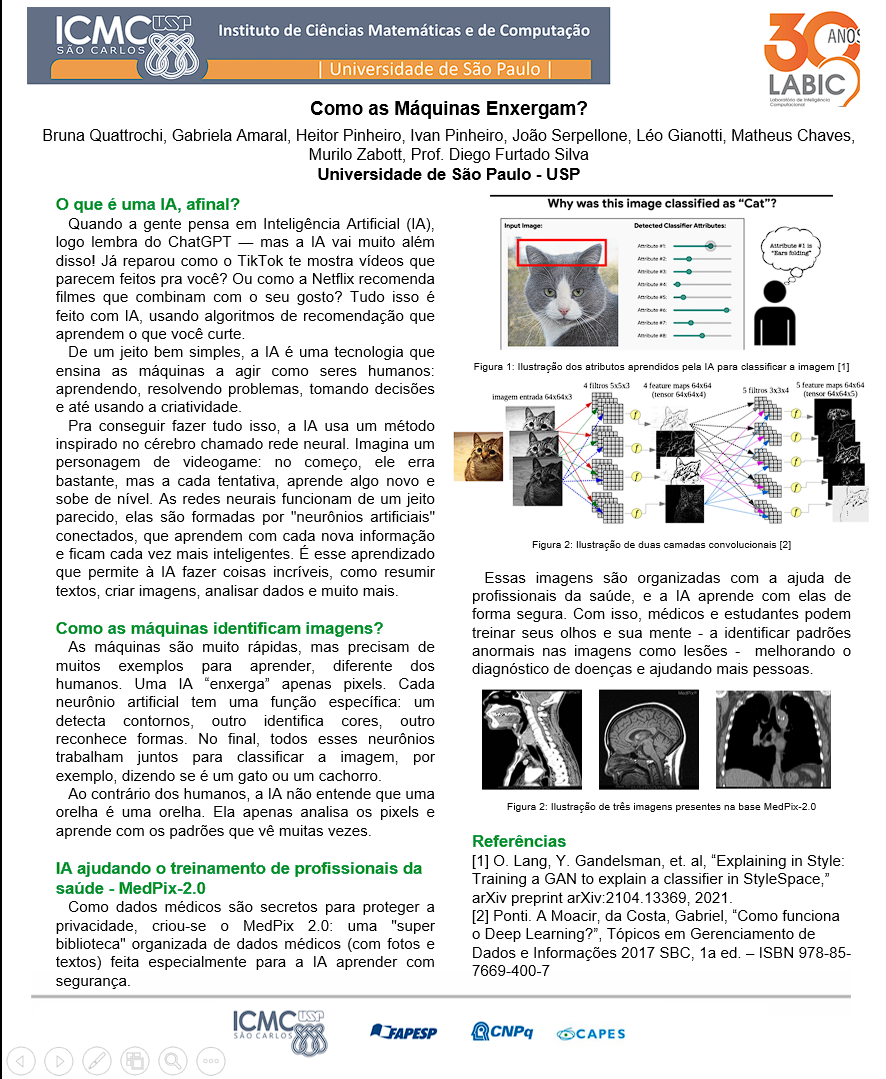 ICMC USP
SÃO CARLOS
Instituto de Ciências Matemáticas e de Computação
| Universidade de São Paulo |
30 ANOS
LABIC
Laboratório de Inteligência
Computacional
Como as Máquinas Enxergam?
Bruna Quattrochi, Gabriela Amaral, Heitor Pinheiro, Ivan Pinheiro, João Serpellone, Léo Gianotti, Matheus Chaves,
Murilo Zabott, Prof. Diego Furtado Silva
Universidade de São Paulo - USP
O que é uma IA, afinal?
Quando a gente pensa em Inteligência Artificial (IA),
logo lembra do ChatGPT — mas a IA vai muito além
disso! Já reparou como o TikTok te mostra vídeos que
parecem feitos pra você? Ou como a Netflix recomenda
filmes que combinam com o seu gosto? Tudo isso é
feito com IA, usando algoritmos de recomendação que
aprendem o que você curte.
De um jeito bem simples, a IA é uma tecnologia que
ensina as máquinas a agir como seres humanos:
aprendendo, resolvendo problemas, tomando decisões
e até usando a criatividade.
Pra conseguir fazer tudo isso, a IA usa um método
inspirado no cérebro chamado rede neural. Imagina um
personagem de videogame: no começo, ele erra
bastante, mas a cada tentativa, aprende algo novo e
sobe de nível. As redes neurais funcionam de um jeito
parecido, elas são formadas por "neurônios artificiais"
conectados, que aprendem com cada nova informação
e ficam cada vez mais inteligentes. É esse aprendizado
que permite à IA fazer coisas incríveis, como resumir
textos, criar imagens, analisar dados e muito mais.
Como as máquinas identificam imagens?
As máquinas são muito rápidas, mas precisam de
muitos exemplos para aprender, diferente dos
humanos. Uma IA “enxerga” apenas pixels. Cada
neurônio artificial tem uma função específica: um
detecta contornos, outro identifica cores, outro
reconhece formas. No final, todos esses neurônios
trabalham juntos para classificar a imagem, por
exemplo, dizendo se é um gato ou um cachorro.
Ao contrário dos humanos, a IA não entende que uma
orelha é uma orelha. Ela apenas analisa os pixels e
aprende com os padrões que vê muitas vezes.
IA ajudando o treinamento de profissionais da
saúde - MedPix-2.0
Como dados médicos são secretos para proteger a
privacidade, criou-se o MedPix 2.0: uma "super
biblioteca" organizada de dados médicos (com fotos e
textos) feita especialmente para a IA aprender com
segurança.
Why was this image classified as “Cat”?
Input Image:
Detected Classifier Attributes:
Attribute #1:
Attribute #2:
Attribute #3:
Attribute #4:
Attribute #5:
Attribute #6:
Attribute #7:
Attribute #8:
Attribute #1 is
“Ears folding”
Figura 1: Ilustração dos atributos aprendidos pela IA para classificar a imagem [1]
imagem entrada 64x64x3
4 filtros 5x5x3
4 feature maps 64x64
(tensor 64x64x4)
5 filtros 3x3x4
5 feature maps 64x64
(tensor 64x64x5)
f
f
f
f
f
f
f
f
Figura 2: Ilustração de duas camadas convolucionais [2]
Essas imagens são organizadas com a ajuda de
profissionais da saúde, e a IA aprende com elas de
forma segura. Com isso, médicos e estudantes podem
treinar seus olhos e sua mente - a identificar padrões
anormais nas imagens como lesões - melhorando o
diagnóstico de doenças e ajudando mais pessoas.
MedPix®
Figura 2: Ilustração de três imagens presentes na base MedPix-2.0
Referências
[1] O. Lang, Y. Gandelsman, et. al, “Explaining in Style:
Training a GAN to explain a classifier in StyleSpace,”
arXiv preprint arXiv:2104.13369, 2021.
[2] Ponti. A Moacir, da Costa, Gabriel, “Como funciona
o Deep Learning?”, Tópicos em Gerenciamento de
Dados e Informações 2017 SBC, 1a ed. – ISBN 978-85-
7669-400-7
ICMC USP
SÃO CARLOS
FAPESP
CNPq
CAPES